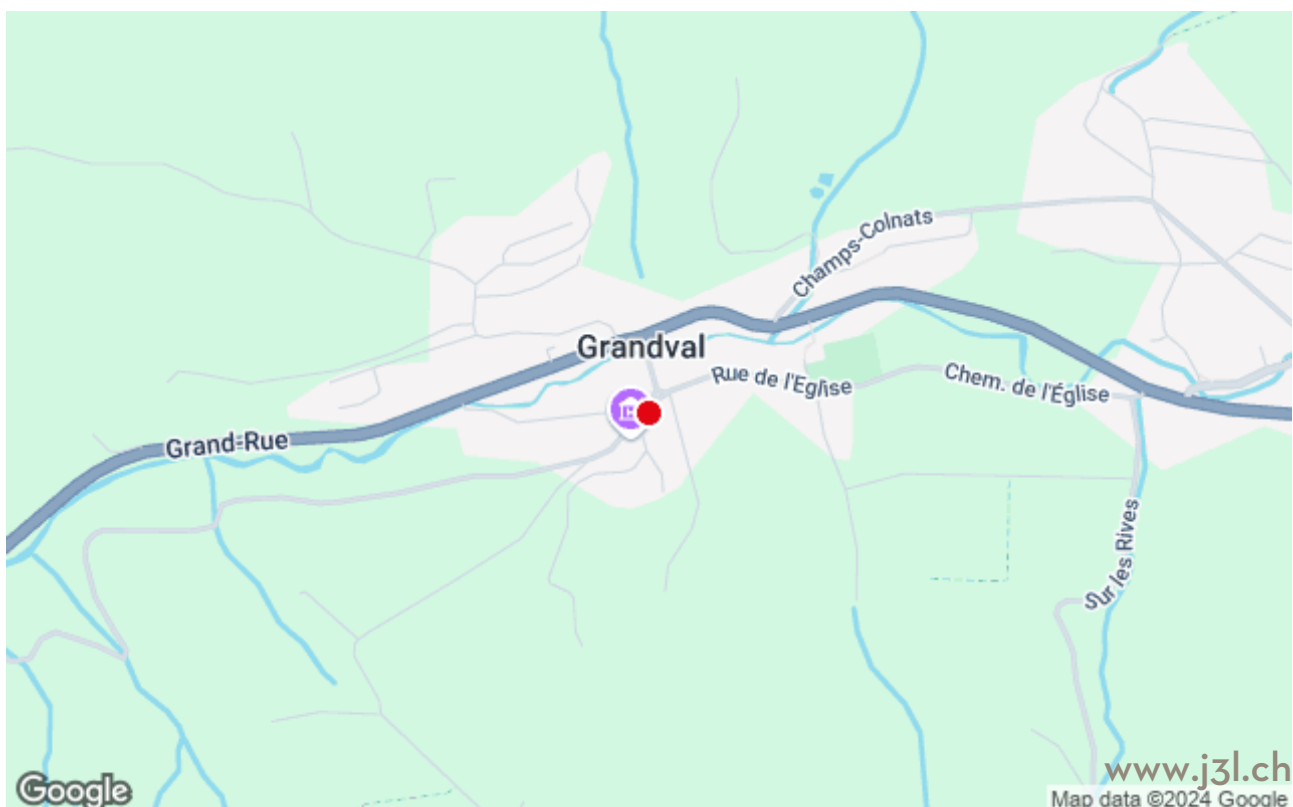 Champs-Colnats
Grandval
Rue de l'Eglise
Chem. de l'Église
Grand-Rue
Sur les Rives
www.j3l.ch
Google
Map data ©2024 Google